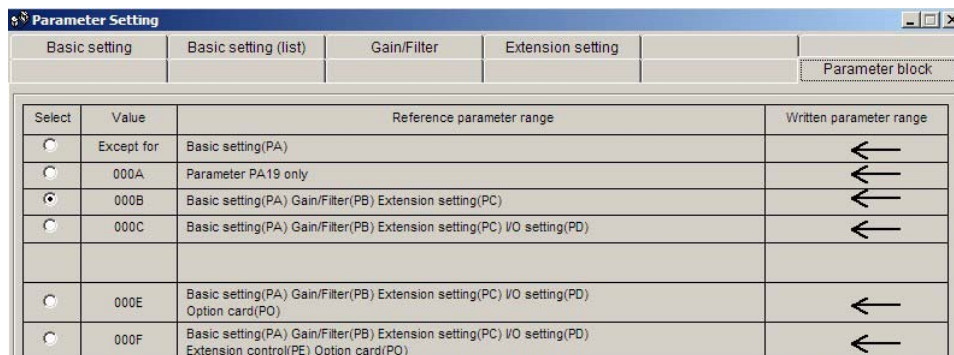 Parameter Setting
Basic setting Basic setting (list) Gain/Filter Extension setting
Parameter block
Select Value Reference parameter range Written parameter range
Except for Basic setting(PA) ←
000A Parameter PA19 only ←
000B Basic setting(PA) Gain/Filter(PB) Extension setting(PC) ←
000C Basic setting(PA) Gain/Filter(PB) Extension setting(PC) I/O setting(PD) ←
000E Basic setting(PA) Gain/Filter(PB) Extension setting(PC) I/O setting(PD)
Option card(PO) ←
000F Basic setting(PA) Gain/Filter(PB) Extension setting(PC) I/O setting(PD)
Extension control(PE) Option card(PO) ←